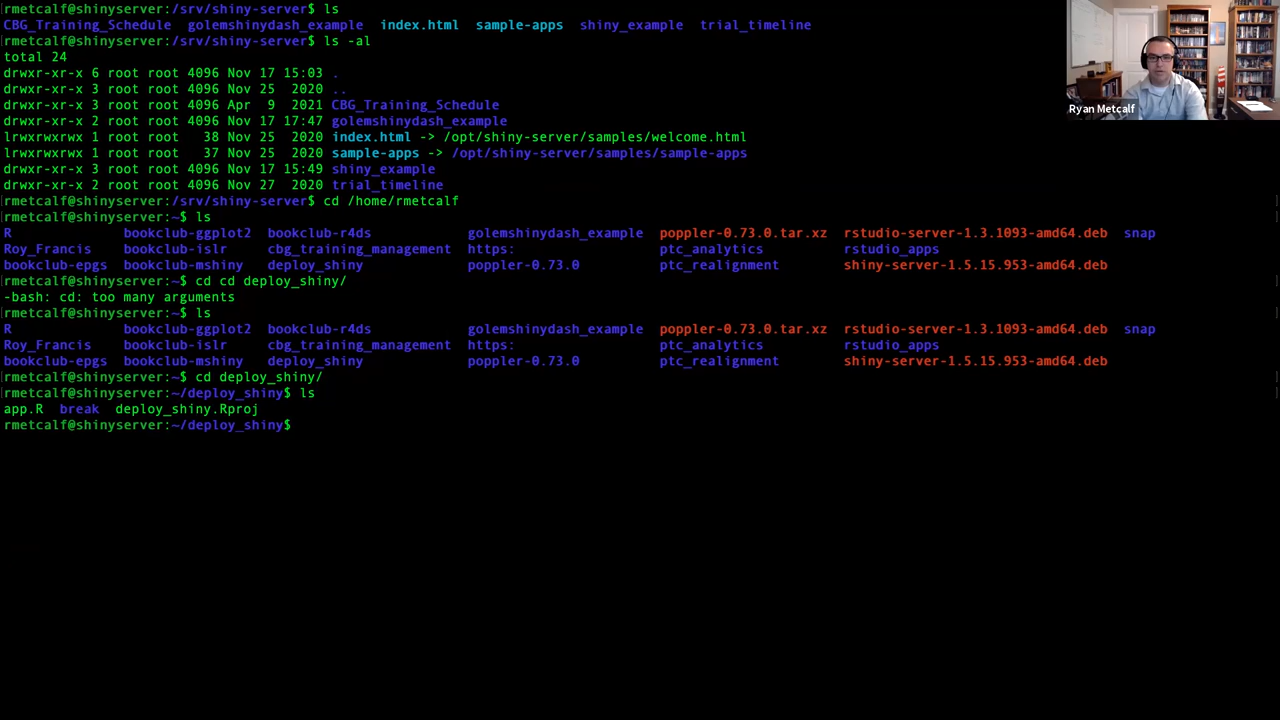 rmetcalf@shinyserver:/srv/shiny-server$ ls
CBG_Training_Schedule  golemshinydash_example  index.html  sample-apps  shiny_example  trial_timeline
rmetcalf@shinyserver:/srv/shiny-server$ ls -al
total 24
drwxr-xr-x 6 root root 4096 Nov 17 15:03 .
drwxr-xr-x 3 root root 4096 Nov 25  2020 ..
drwxr-xr-x 3 root root 4096 Apr  9  2021 CBG_Training_Schedule
drwxr-xr-x 2 root root 4096 Nov 17 17:47 golemshinydash_example
lrwxrwxrwx 1 root root   38 Nov 25  2020 index.html -> /opt/shiny-server/samples/welcome.html
lrwxrwxrwx 1 root root   37 Nov 25  2020 sample-apps -> /opt/shiny-server/samples/sample-apps
drwxr-xr-x 3 root root 4096 Nov 17 15:49 shiny_example
drwxr-xr-x 2 root root 4096 Nov 27  2020 trial_timeline
rmetcalf@shinyserver:/srv/shiny-server$ cd /home/rmetcalf
rmetcalf@shinyserver:~$ ls
R              bookclub-ggplot2  bookclub-r4ds            golemshinydash_example  poppler-0.73.0.tar.xz  rstudio-server-1.3.1093-amd64.deb  snap
Roy_Francis    bookclub-islr     cbg_training_management  https:                  ptc_analytics          rstudio_apps
bookclub-epgs  bookclub-mshiny   deploy_shiny             poppler-0.73.0          ptc_realignment        shiny-server-1.5.15.953-amd64.deb
rmetcalf@shinyserver:~$ cd cd deploy_shiny/
-bash: cd: too many arguments
rmetcalf@shinyserver:~$ ls
R              bookclub-ggplot2  bookclub-r4ds            golemshinydash_example  poppler-0.73.0.tar.xz  rstudio-server-1.3.1093-amd64.deb  snap
Roy_Francis    bookclub-islr     cbg_training_management  https:                  ptc_analytics          rstudio_apps
bookclub-epgs  bookclub-mshiny   deploy_shiny             poppler-0.73.0          ptc_realignment        shiny-server-1.5.15.953-amd64.deb
rmetcalf@shinyserver:~$ cd deploy_shiny/
rmetcalf@shinyserver:~/deploy_shiny$ ls
app.R  break  deploy_shiny.Rproj
rmetcalf@shinyserver:~/deploy_shiny$
Ryan Metcalf